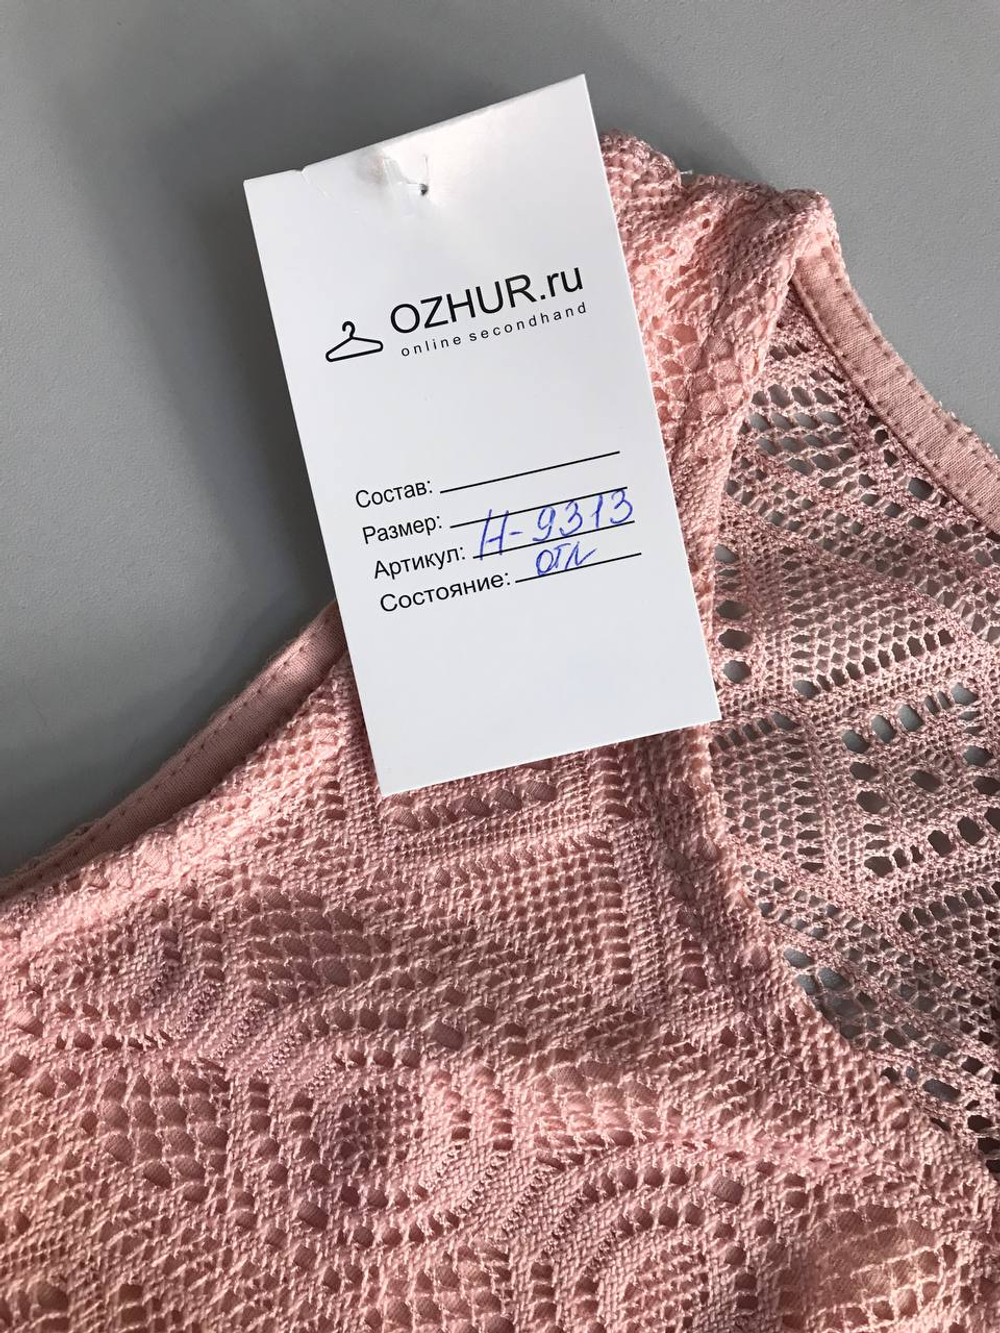 OZHUR.ru
online secondhand
Состав:
Размер:
Артикул: Н-9313
Состояние: отл